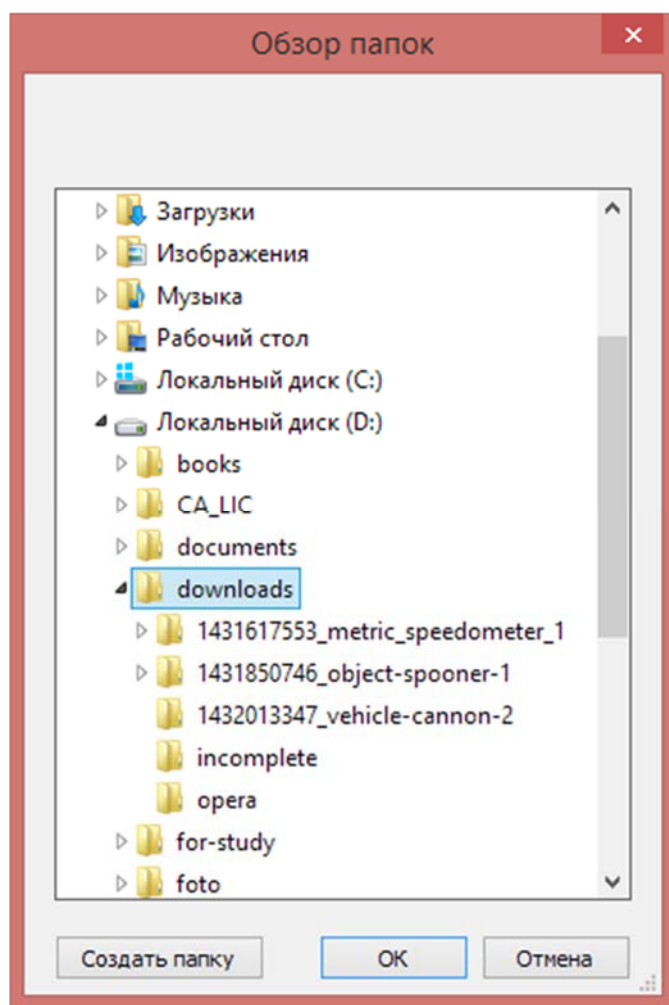 Обзор папок
Загрузки
Изображения
Музыка
Рабочий стол
Локальный диск (C:)
Локальный диск (D:)
books
CA_LIC
documents
downloads
1431617553_metric_speedometer_1
1431850746_object-spooner-1
1432013347_vehicle-cannon-2
incomplete
opera
for-study
foto
Создать папку ОК Отмена